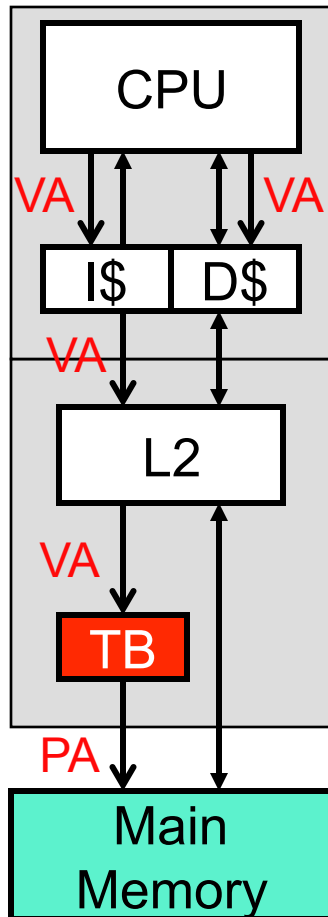 CPU
VA VA
I$ D$
VA
L2
VA
TB
PA
Main
Memory